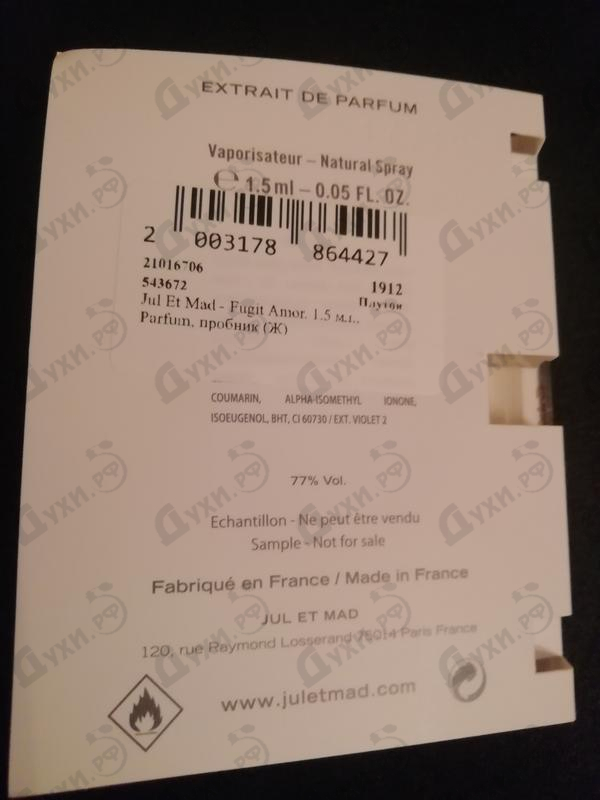 EXTRAIT DE PARFUM
Vaporisateur – Natural Spray
℮ 1.5 ml – 0.05 FL. OZ.
2 003178 864427
21016706
543672 1912
Jul Et Mad - Fugit Amor. 1.5 мл..
Parfum, пробник (Ж)
COUMARIN, ALPHA-ISOMETHYL IONONE,
ISOEUGENOL, BHT, CI 60730 / EXT. VIOLET 2
77% Vol.
Echantillon - Ne peut être vendu
Sample - Not for sale
Fabriqué en France / Made in France
JUL ET MAD
120, rue Raymond Losserand 75014 Paris France
www.juletmad.com
Духи.рф